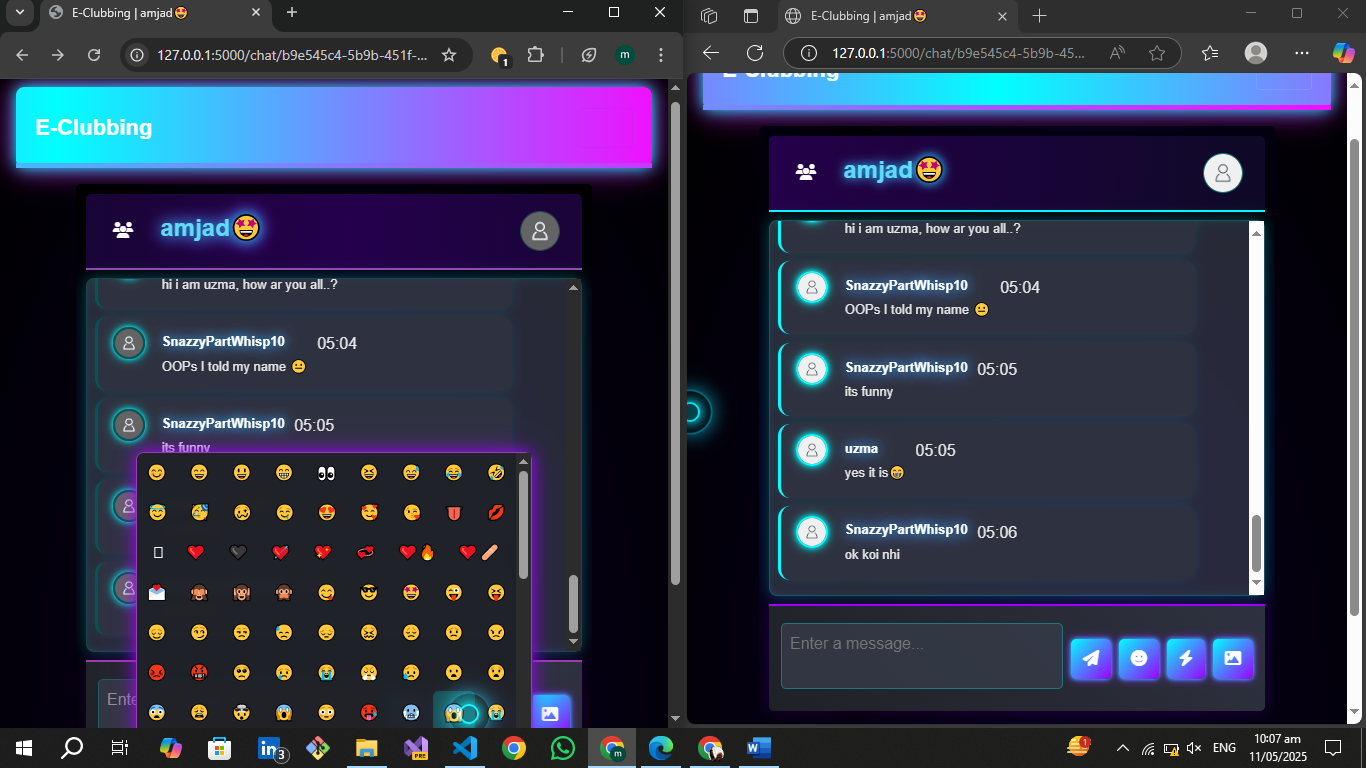 E-Clubbing | amjad🤩
127.0.0.1:5000/chat/b9e545c4-5b9b-451f-...
1
m
E-Clubbing
amjad🤩
hi i am uzma, how ar you all..?
SnazzyPartWhisp10 05:04
OOPs I told my name 😐
SnazzyPartWhisp10 05:05
its funny
Ente
E-Clubbing | amjad🤩
127.0.0.1:5000/chat/b9e545c4-5b9b-45...
E-Clubbing
amjad🤩
hi i am uzma, how ar you all..?
SnazzyPartWhisp10 05:04
OOPs I told my name 😐
SnazzyPartWhisp10 05:05
its funny
uzma 05:05
yes it is😁
SnazzyPartWhisp10 05:06
ok koi nhi
Enter a message...
3
PRE
m
1
ENG
10:07 am
11/05/2025